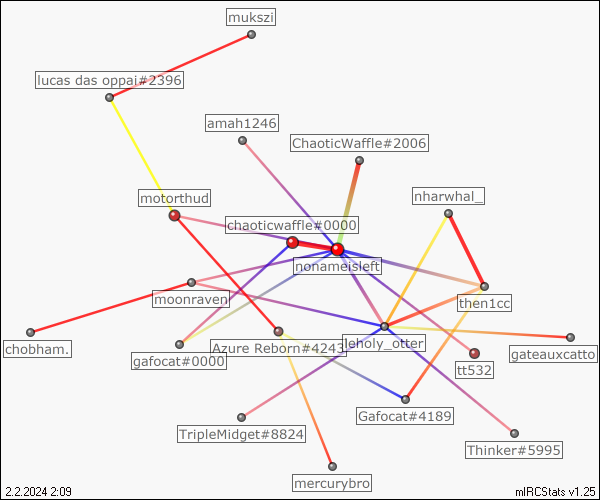 mukszi
lucas das oppai#2396
amah1246
ChaoticWaffle#2006
motorthud
nharwhal_
chaoticwaffle#0000
nonameisleft
moonraven
then1cc
chobham.
gafocat#0000
Azure Reborn#4243
leholy_otter
gateauxcatto
tt532
Gafocat#4189
TripleMidget#8824
Thinker#5995
mercurybro
2.2.2024 2:09
mIRCStats v1.25